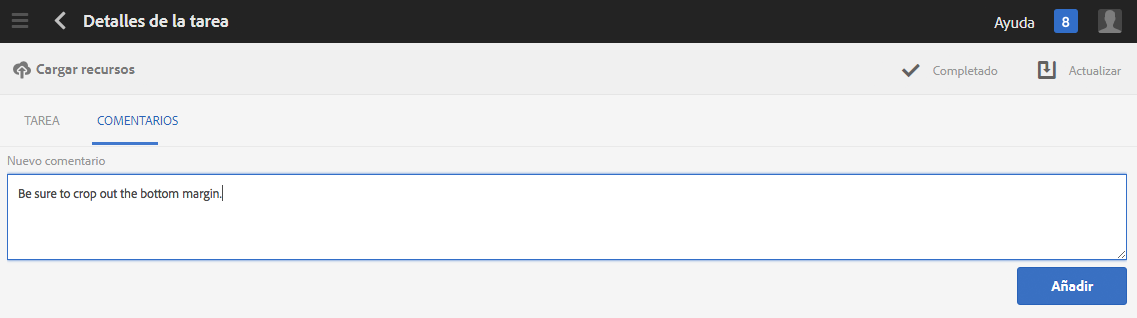 Detalles de la tarea
Ayuda 8
Cargar recursos
Completado Actualizar
TAREA COMENTARIOS
Nuevo comentario
Be sure to crop out the bottom margin.
Añadir